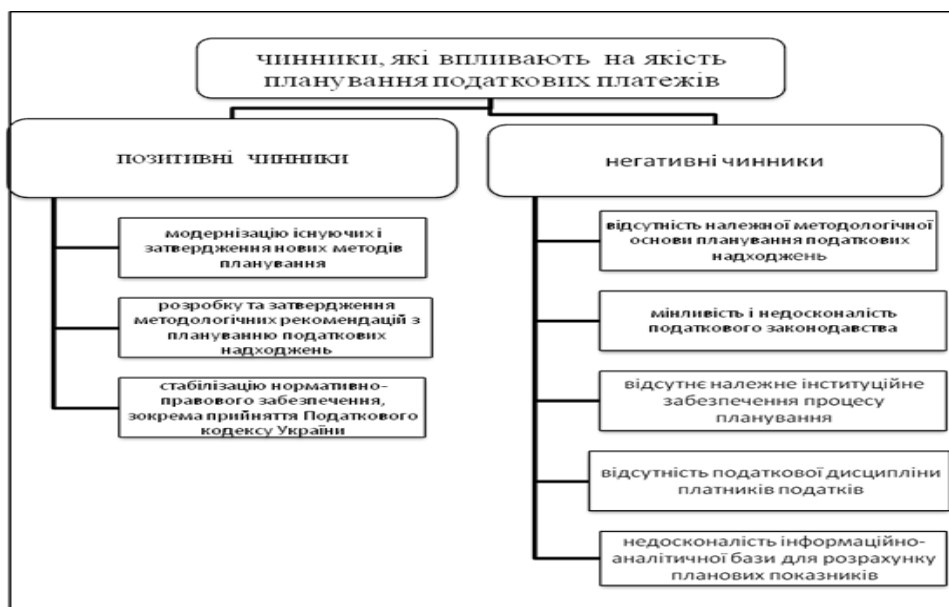 чинники, які впливають на якість
планування податкових платежів
позитивні чинники
модернізацію існуючих і
затвердження нових методів
планування
розробку та затвердження
методологічних рекомендацій з
плануванню податкових
надходжень
стабілізацію нормативно-
правового забезпечення,
зокрема прийняття Податкового
кодексу України
негативні чинники
відсутність належної методологічної
основи планування податкових
надходжень
мінливість і недосконалість
податкового законодавства
відсутнє належне інституційне
забезпечення процесу
планування
відсутність податкової дисципліни
платників податків
недосконалість інформаційно-
аналітичної бази для розрахунку
планових показників